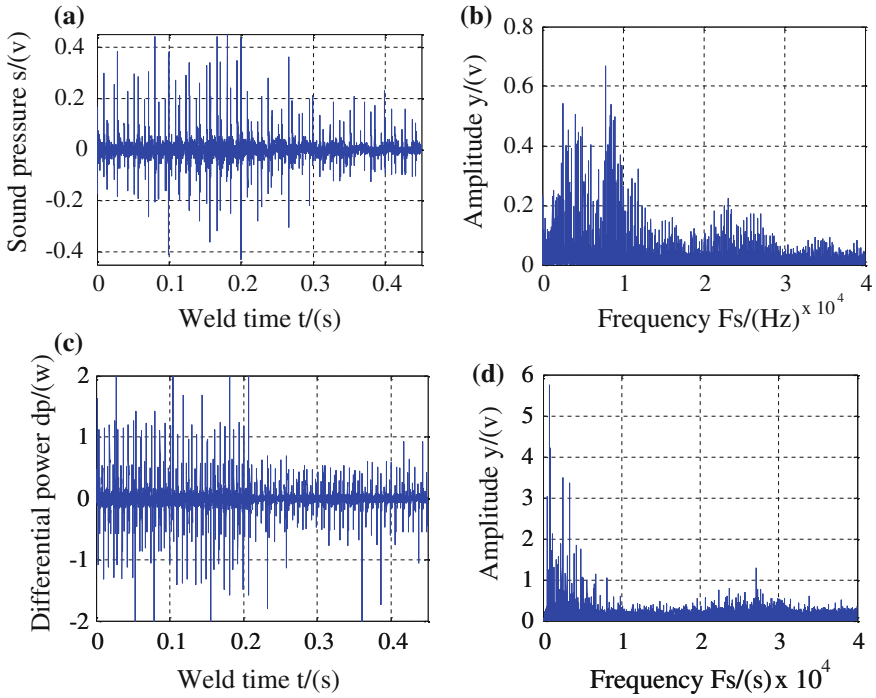 (a)
Sound pressure s/(v)
0.4
0.2
0
-0.2
-0.4
0 0.1 0.2 0.3 0.4
Weld time t/(s)
(b)
Amplitude y/(v)
0.8
0.6
0.4
0.2
0
0 1 2 3 4
Frequency Fs/(Hz) x 10^4
(c)
Differential power dp/(w)
2
1
0
-1
-2
0 0.1 0.2 0.3 0.4
Weld time t/(s)
(d)
Amplitude y/(v)
6
5
4
3
2
1
0
0 1 2 3 4
Frequency Fs/(s) x 10^4